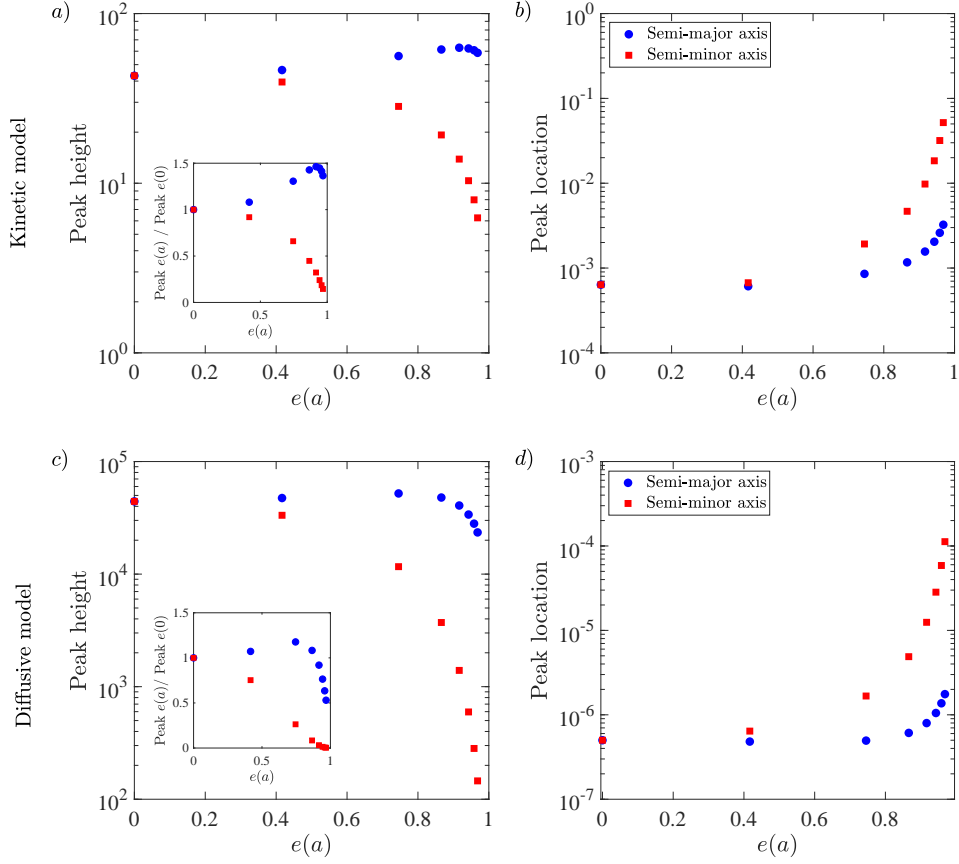 a)
Kinetic model
Peak height
10^2
10^1
10^0
0 0.2 0.4 0.6 0.8 1
e(a)
Peak e(a) / Peak e(0)
1.5
1
0.5
0
0 0.5 1
e(a)
b)
Peak location
10^0
10^-1
10^-2
10^-3
10^-4
Semi-major axis
Semi-minor axis
0 0.2 0.4 0.6 0.8 1
e(a)
c)
Diffusive model
Peak height
10^5
10^4
10^3
10^2
0 0.2 0.4 0.6 0.8 1
e(a)
Peak e(a)/ Peak e(0)
1.5
1
0.5
0
0 0.5 1
e(a)
d)
Peak location
10^-3
10^-4
10^-5
10^-6
10^-7
Semi-major axis
Semi-minor axis
0 0.2 0.4 0.6 0.8 1
e(a)